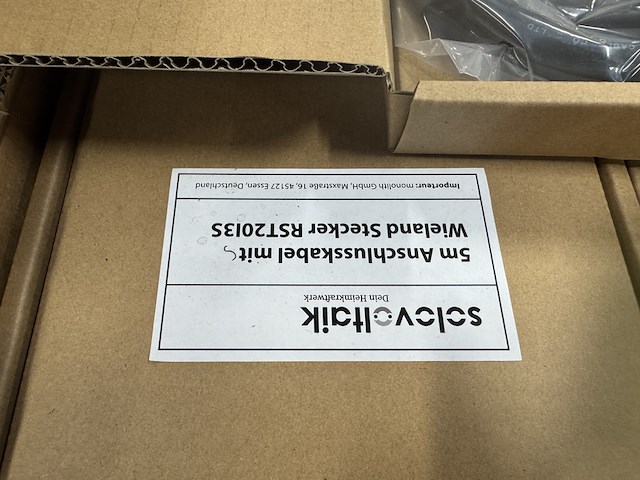 solovoltaik
Dein Heimkraftwerk
5m Anschlusskabel mit
Wieland Stecker RST20I3S
Importeur: monolith GmbH, Maxstraße 16, 45127 Essen, Deutschland